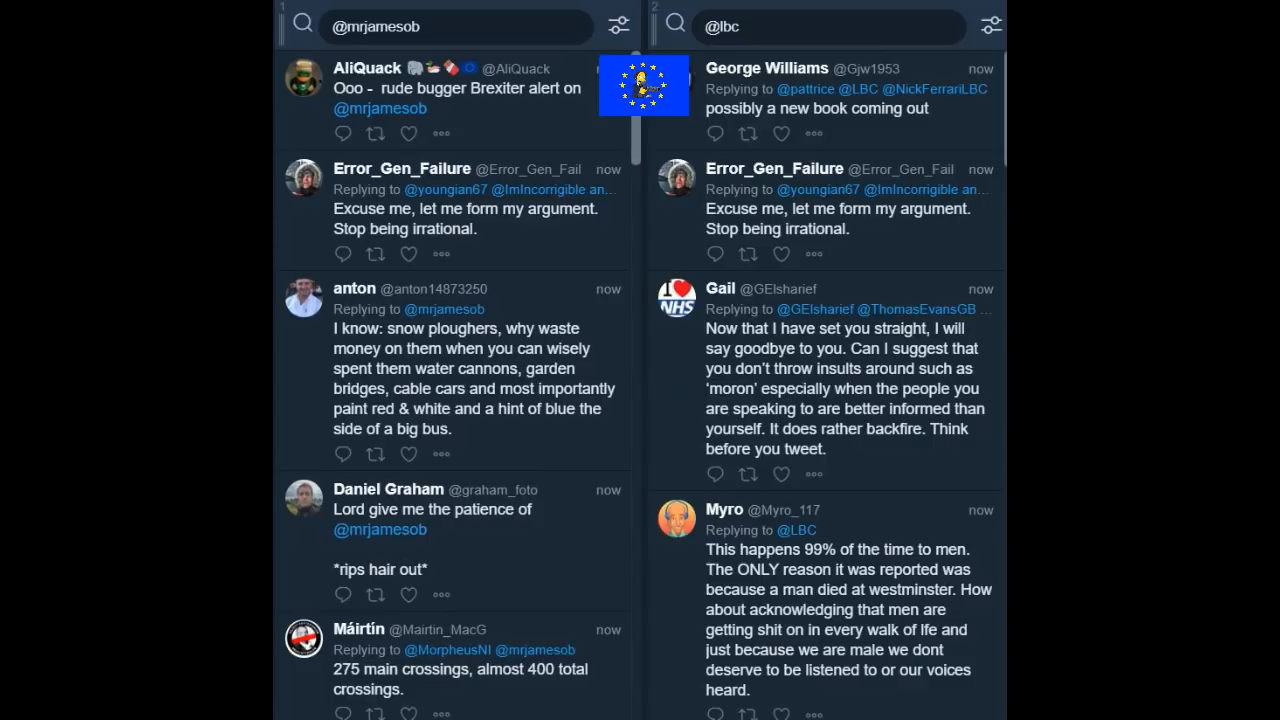 1
@mrjamesob
AliQuack @AliQuack
Ooo - rude bugger Brexiter alert on
@mrjamesob
Error_Gen_Failure @Error_Gen_Fail now
Replying to @youngian67 @ImIncorrigible an...
Excuse me, let me form my argument.
Stop being irrational.
anton @anton14873250 now
Replying to @mrjamesob
I know: snow ploughers, why waste
money on them when you can wisely
spent them water cannons, garden
bridges, cable cars and most importantly
paint red & white and a hint of blue the
side of a big bus.
Daniel Graham @graham_foto now
Lord give me the patience of
@mrjamesob
*rips hair out*
Máirtín @Mairtin_MacG now
Replying to @MorpheusNI @mrjamesob
275 main crossings, almost 400 total
crossings.
2
@lbc
George Williams @Gjw1953 now
Replying to @pattrice @LBC @NickFerrariLBC
possibly a new book coming out
Error_Gen_Failure @Error_Gen_Fail now
Replying to @youngian67 @ImIncorrigible an...
Excuse me, let me form my argument.
Stop being irrational.
I NHS
Gail @GElsharief now
Replying to @GElsharief @ThomasEvansGB ...
Now that I have set you straight, I will
say goodbye to you. Can I suggest that
you don’t throw insults around such as
‘moron’ especially when the people you
are speaking to are better informed than
yourself. It does rather backfire. Think
before you tweet.
Myro @Myro_117 now
Replying to @LBC
This happens 99% of the time to men.
The ONLY reason it was reported was
because a man died at westminster. How
about acknowledging that men are
getting shit on in every walk of lfe and
just because we are male we dont
deserve to be listened to or our voices
heard.